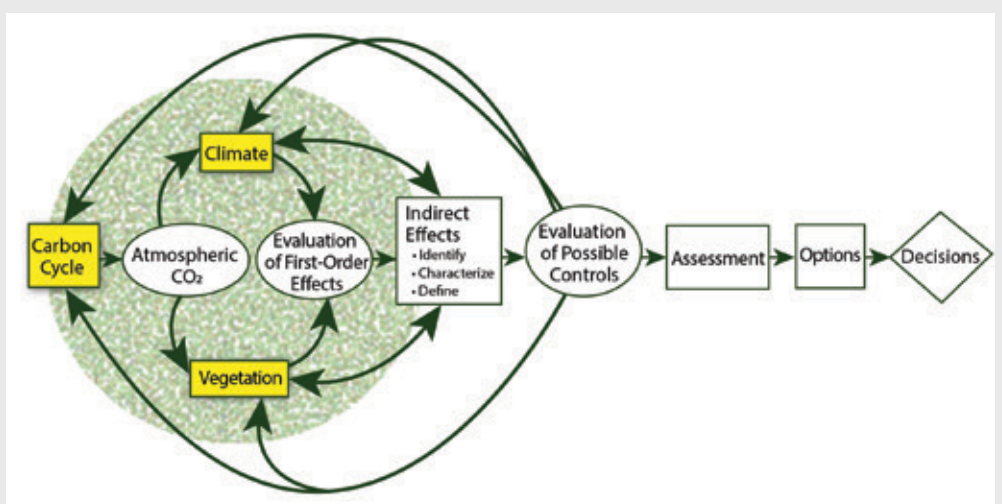 Climate
Carbon
Cycle
Atmospheric
CO₂
Evaluation
of First-Order
Effects
Vegetation
Indirect
Effects
• Identify
• Characterize
• Define
Evaluation
of Possible
Controls
Assessment
Options
Decisions